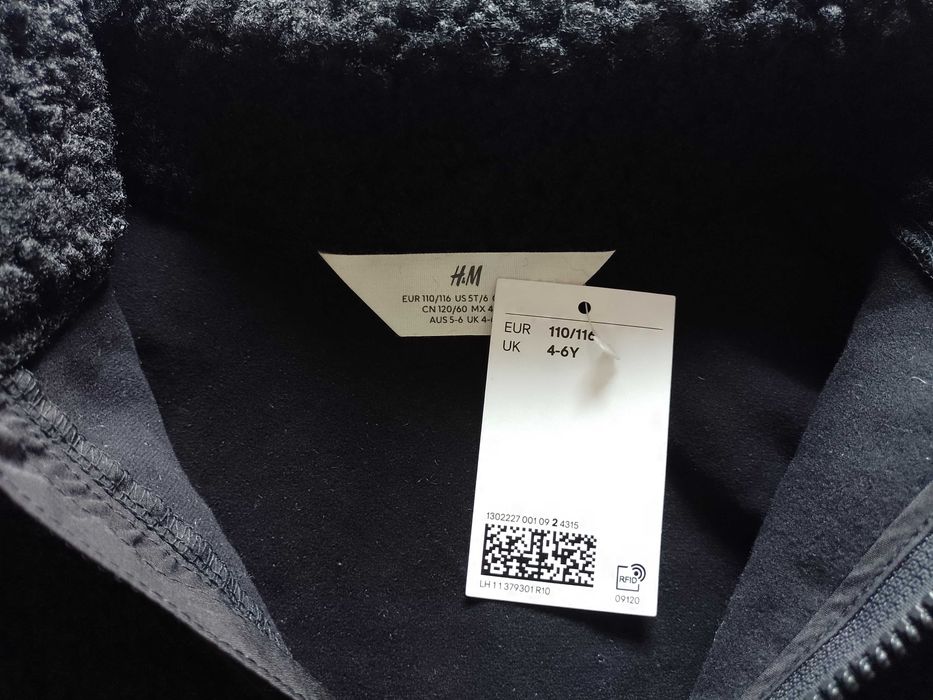 H&M
EUR 110/116 US 5T/6
CN 120/60 MX 4
AUS 5-6 UK 4-
EUR 110/116
UK 4-6Y
1302227 001 09 2 4315
LH 1 1 379301 R10
RFID
09120